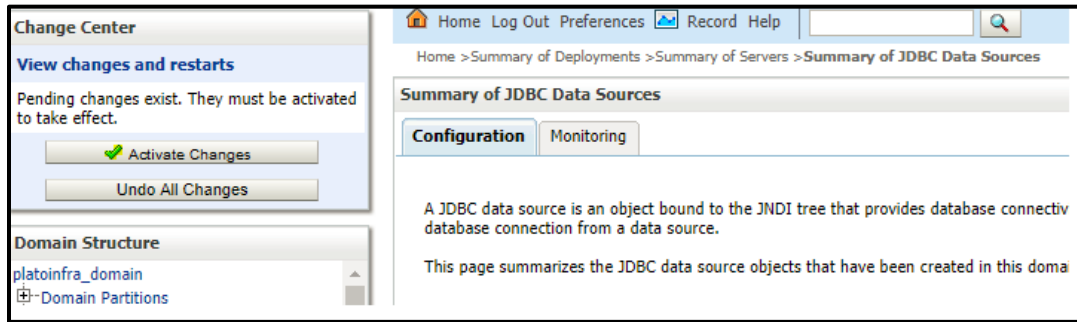 Change Center
View changes and restarts
Pending changes exist. They must be activated
to take effect.
Activate Changes
Undo All Changes
Domain Structure
platoinfra_domain
Domain Partitions
Home Log Out Preferences Record Help
Home >Summary of Deployments >Summary of Servers >Summary of JDBC Data Sources
Summary of JDBC Data Sources
Configuration Monitoring
A JDBC data source is an object bound to the JNDI tree that provides database connectiv
database connection from a data source.
This page summarizes the JDBC data source objects that have been created in this domai